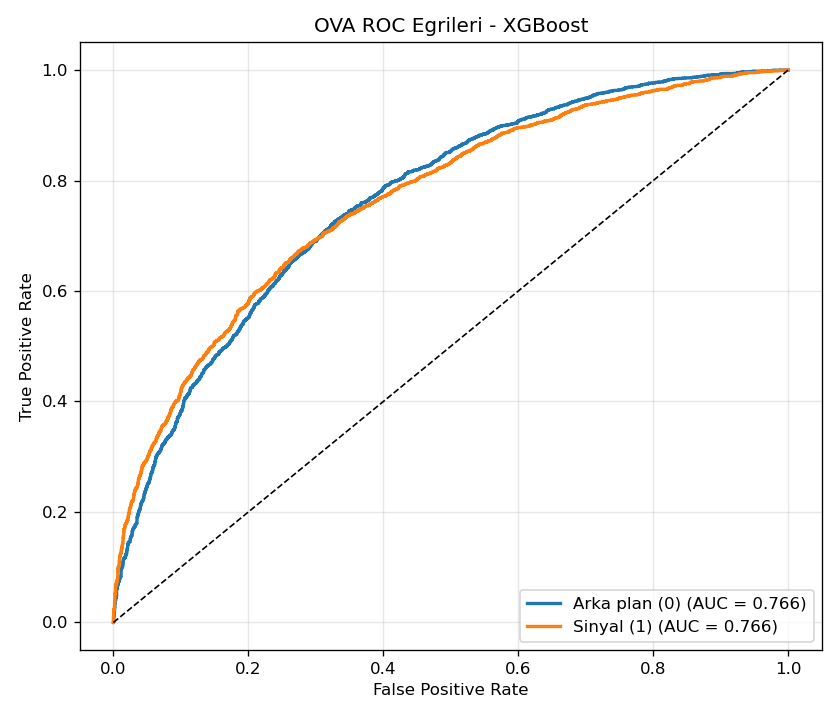 OVA ROC Egrileri - XGBoost
True Positive Rate
1.0
0.8
0.6
0.4
0.2
0.0
Arka plan (0) (AUC = 0.766)
Sinyal (1) (AUC = 0.766)
0.0 0.2 0.4 0.6 0.8 1.0
False Positive Rate